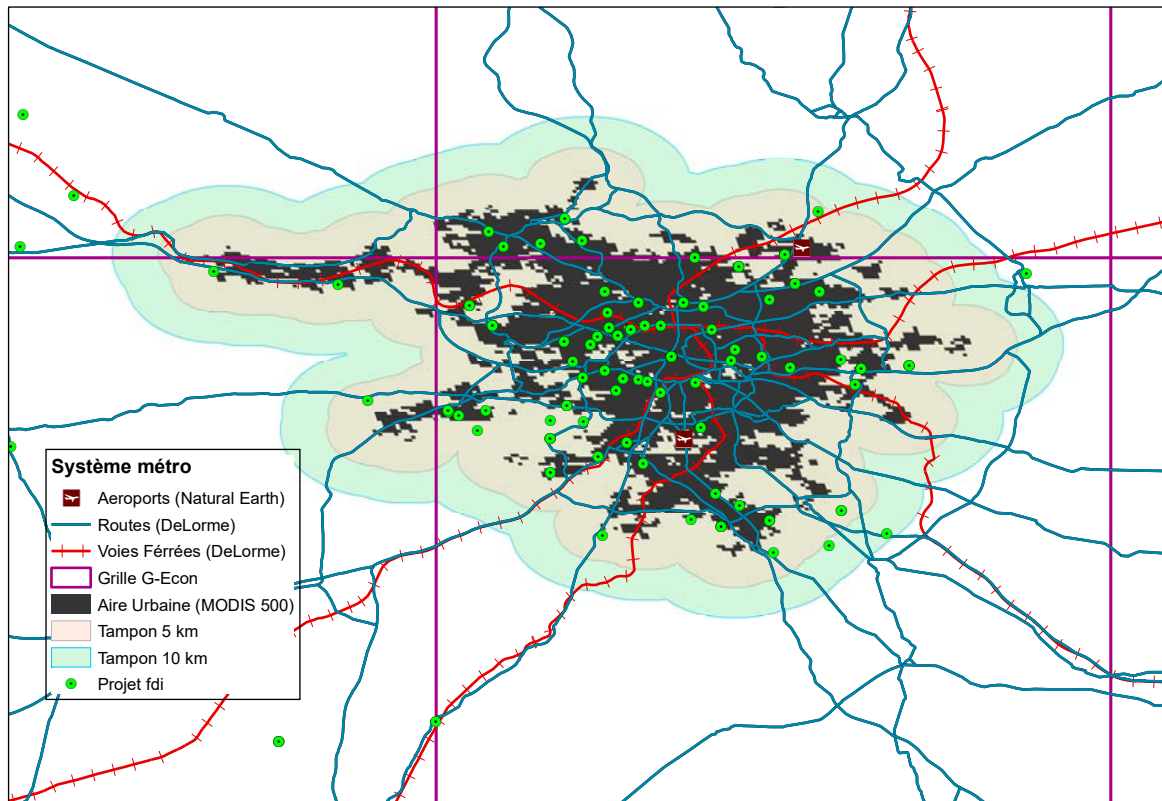 Système métro
Aeroports (Natural Earth)
Routes (DeLorme)
Voies Férrées (DeLorme)
Grille G-Econ
Aire Urbaine (MODIS 500)
Tampon 5 km
Tampon 10 km
Projet fdi